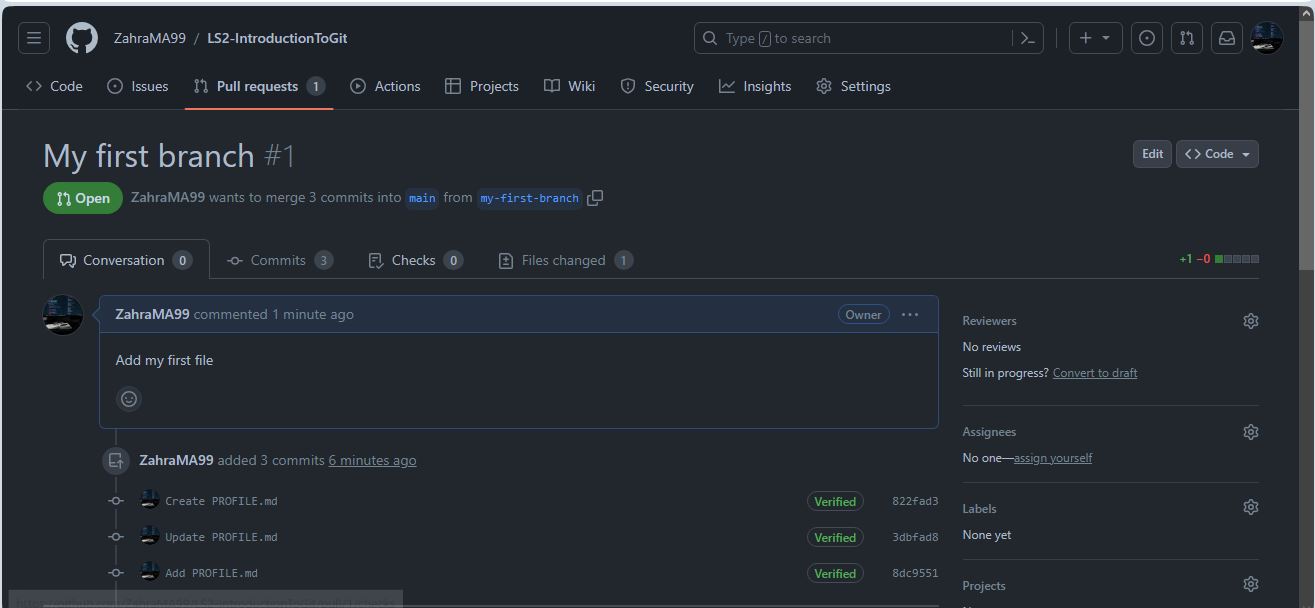 ZahraMA99 / LS2-IntroductionToGit
Type / to search
Code Issues Pull requests 1 Actions Projects Wiki Security Insights Settings
My first branch #1
Edit
Code
Open
ZahraMA99 wants to merge 3 commits into main from my-first-branch
Conversation 0 Commits 3 Checks 0 Files changed 1
+1 −0
ZahraMA99 commented 1 minute ago
Owner
Add my first file
ZahraMA99 added 3 commits 6 minutes ago
Create PROFILE.md Verified 822fad3
Update PROFILE.md Verified 3dbfad8
Add PROFILE.md Verified 8dc9551
Reviewers
No reviews
Still in progress? Convert to draft
Assignees
No one—assign yourself
Labels
None yet
Projects